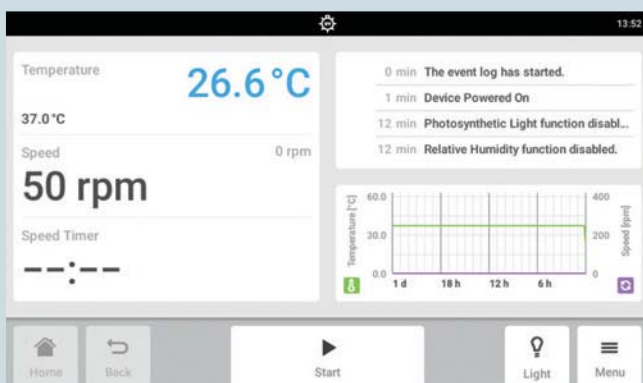 13:52
Temperature
26.6°C
37.0°C
Speed
0 rpm
50 rpm
Speed Timer
--:--
0 min The event log has started.
1 min Device Powered On
12 min Photosynthetic Light function disabl...
12 min Relative Humidity function disabled.
Temperature [°C]
60.0
30.0
0.0
400
200
0
Speed [rpm]
1 d
18 h
12 h
6 h
Home
Back
Start
Light
Menu